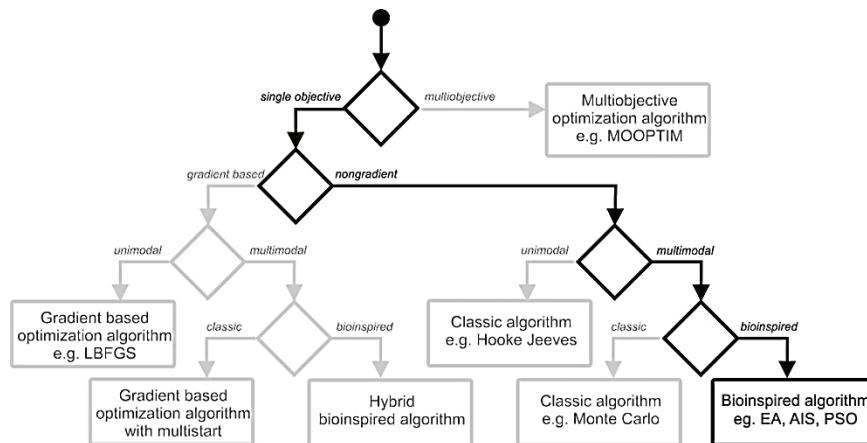 single objective
multiobjective
Multiobjective
optimization algorithm
e.g. MOOPTIM
gradient based
nongradient
unimodal
multimodal
unimodal
multimodal
Gradient based
optimization algorithm
e.g. LBFGS
classic
bioinspired
Classic algorithm
e.g. Hooke Jeeves
classic
bioinspired
Gradient based
optimization algorithm
with multistart
Hybrid
bioinspired algorithm
Classic algorithm
e.g. Monte Carlo
Bioinspired algorithm
eg. EA, AIS, PSO